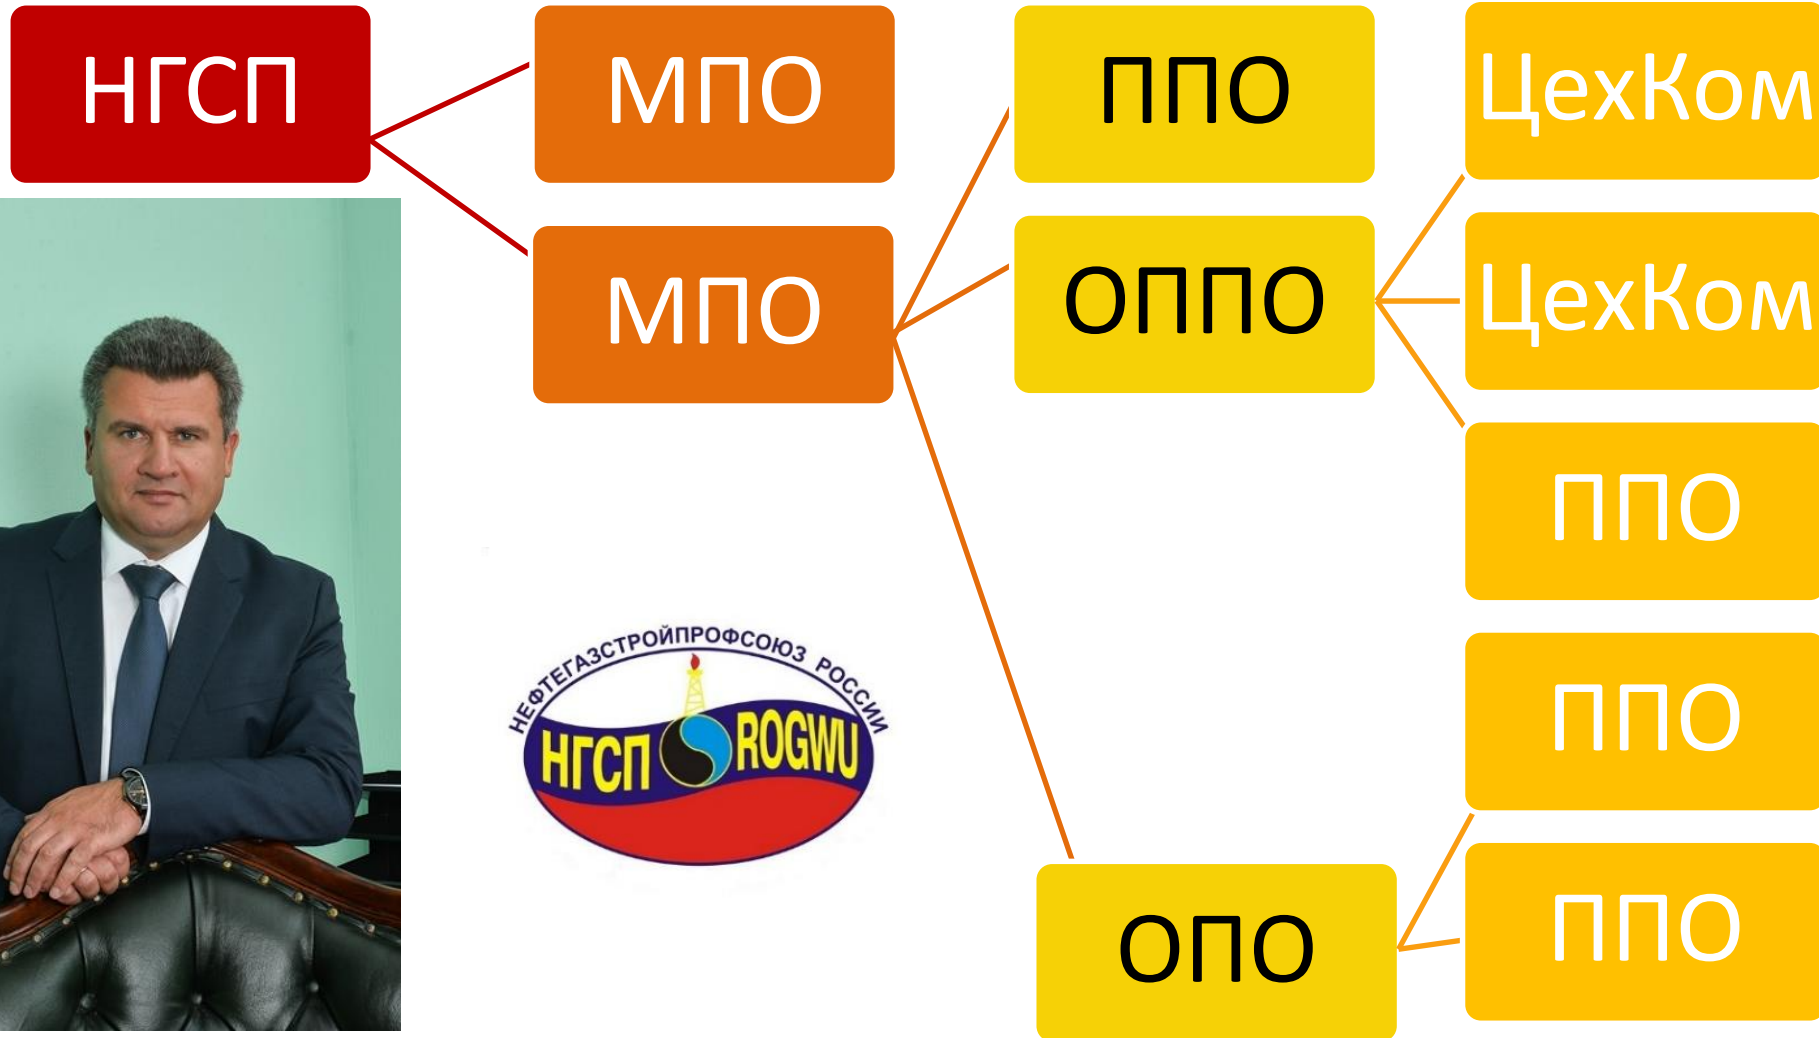 НГСП
МПО
ППО
ЦехКом
МПО
ОППО
ЦехКом
ППО
НЕФТЕГАЗСТРОЙПРОФСОЮЗ РОССИИ
НГСП ROGWU
ППО
ОПО
ППО